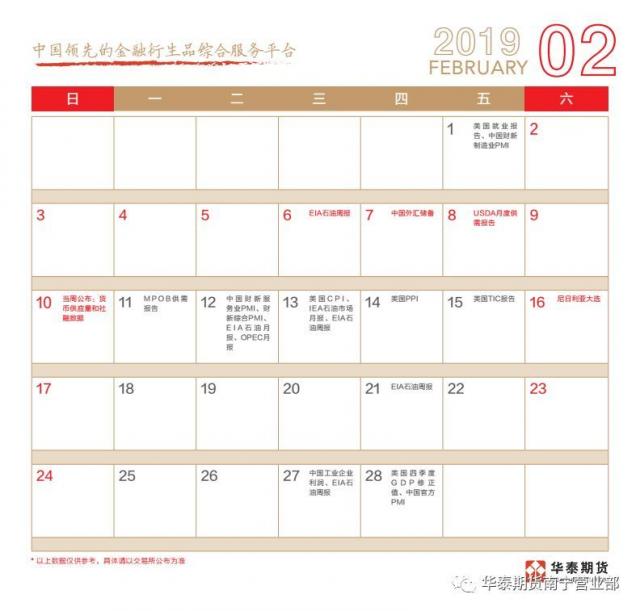 中国领先的金融衍生品综合服务平台
2019
FEBRUARY
02
日 一 二 三 四 五 六
1
美国就业报
告、中国财新
制造业PMI
2
3
4
5
6
EIA石油周报
7
中国外汇储备
8
USDA月度供
需报告
9
10
当周公布：货
币供应量和社
融数据
11
MPOB供需
报告
12
中国财新服
务业PMI、财
新综合PMI、
EIA石油月
报、OPEC月
报
13
美国CPI、
IEA石油市场
月报、EIA石
油周报
14
美国PPI
15
美国TIC报告
16
尼日利亚大选
17
18
19
20
21
EIA石油周报
22
23
24
25
26
27
中国工业企业
利润、EIA石
油周报
28
美国四季度
GDP修正
值、中国官方
PMI
* 以上数据仅供参考，具体请以交易所公布为准
华泰期货
华泰期货南宁营业部